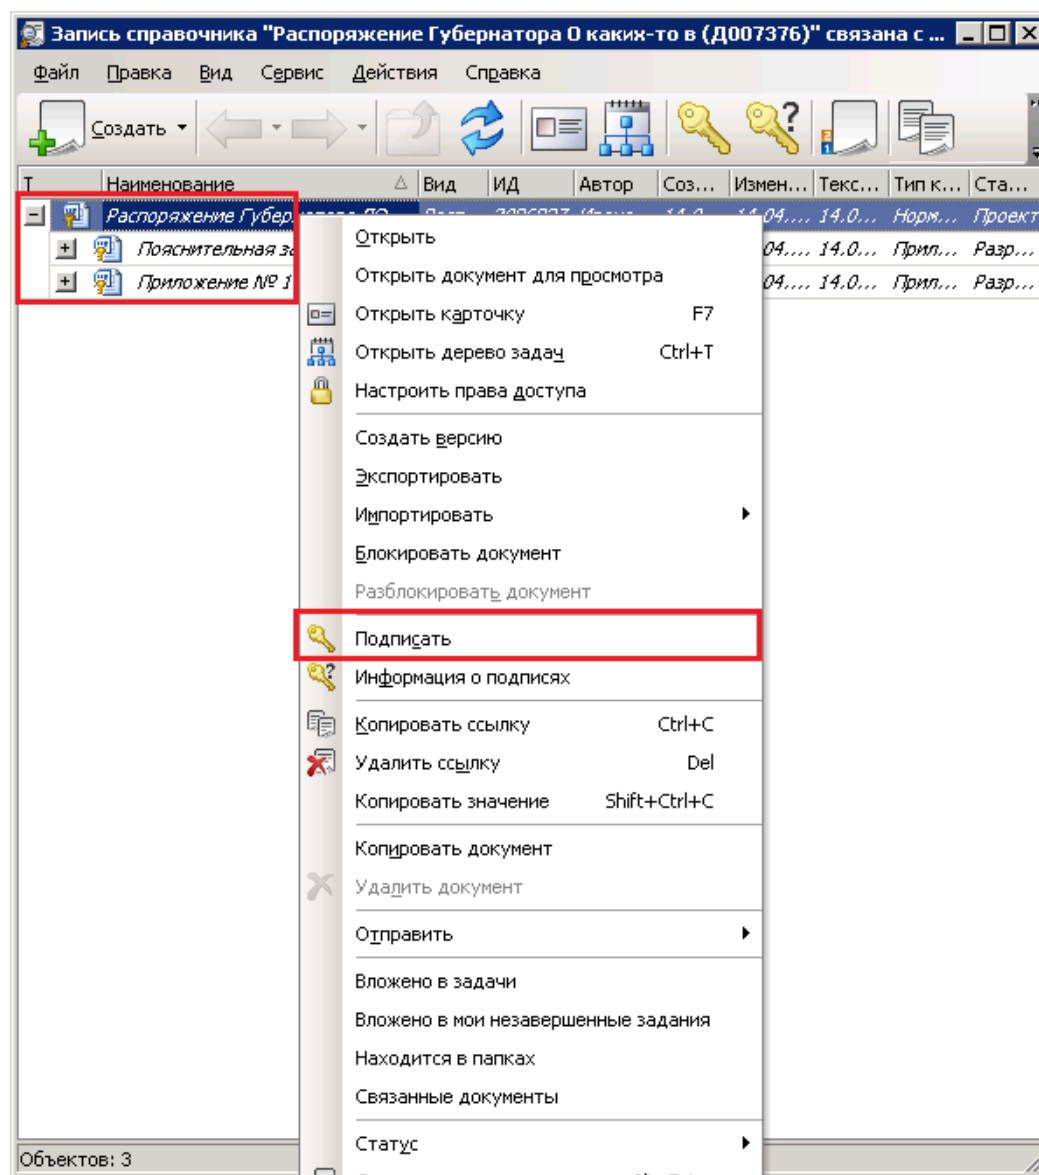 Запись справочника "Распоряжение Губернатора О каких-то в (Д007376)" связана с ...
Файл Правка Вид Сервис Действия Справка
Создать
Т Наименование Вид ИД Автор Соз... Измен... Текс... Тип к... Ста...
Распоряжение Губер 14.04.... 14.0... Норм... Проект
Пояснительная за 04.... 14.0... Прил... Разр...
Приложение № 1 04.... 14.0... Прил... Разр...
Открыть
Открыть документ для просмотра
Открыть карточку F7
Открыть дерево задач Ctrl+T
Настроить права доступа
Создать версию
Экспортировать
Импортировать
Блокировать документ
Разблокировать документ
Подписать
Информация о подписях
Копировать ссылку Ctrl+C
Удалить ссылку Del
Копировать значение Shift+Ctrl+C
Копировать документ
Удалить документ
Отправить
Вложено в задачи
Вложено в мои незавершенные задания
Находится в папках
Связанные документы
Статус
Объектов: 3